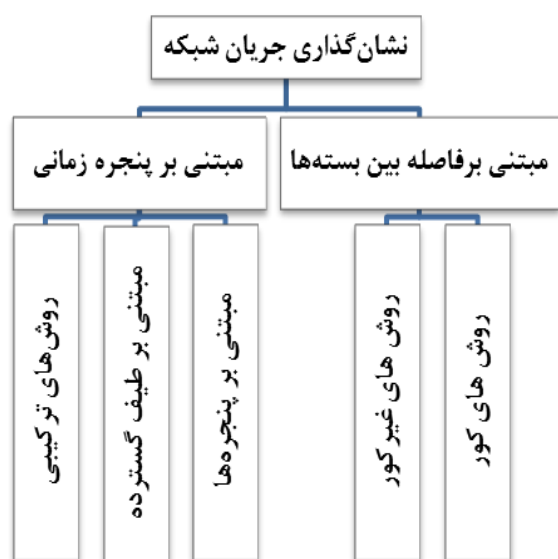 نشان‌گذاری جریان شبکه
مبتنی برفاصله بین بسته‌ها
مبتنی بر پنجره زمانی
روش های کور
روش های غیرکور
مبتنی بر پنجره‌ها
مبتنی بر طیف گسترده
روش‌های ترکیبی